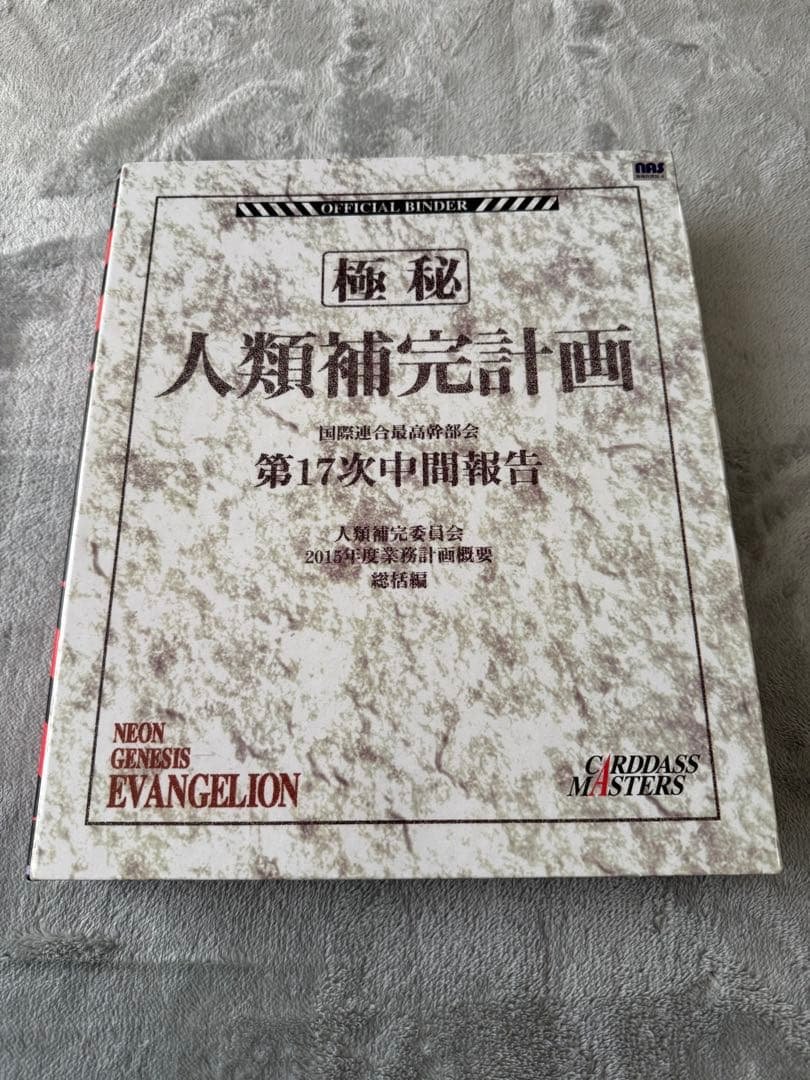 nas
OFFICIAL BINDER
極秘
人類補完計画
国際連合最高幹部会
第17次中間報告
人類補完委員会
2015年度業務計画概要
総括編
NEON
GENESIS
EVANGELION
CARDDASS
MASTERS